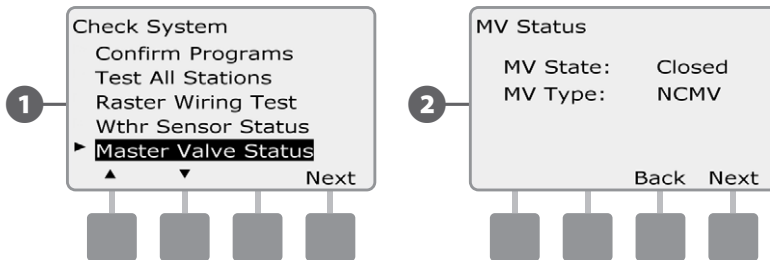 1
Check System
Confirm Programs
Test All Stations
Raster Wiring Test
Wthr Sensor Status
Master Valve Status
Next
2
MV Status
MV State: Closed
MV Type: NCMV
Back Next